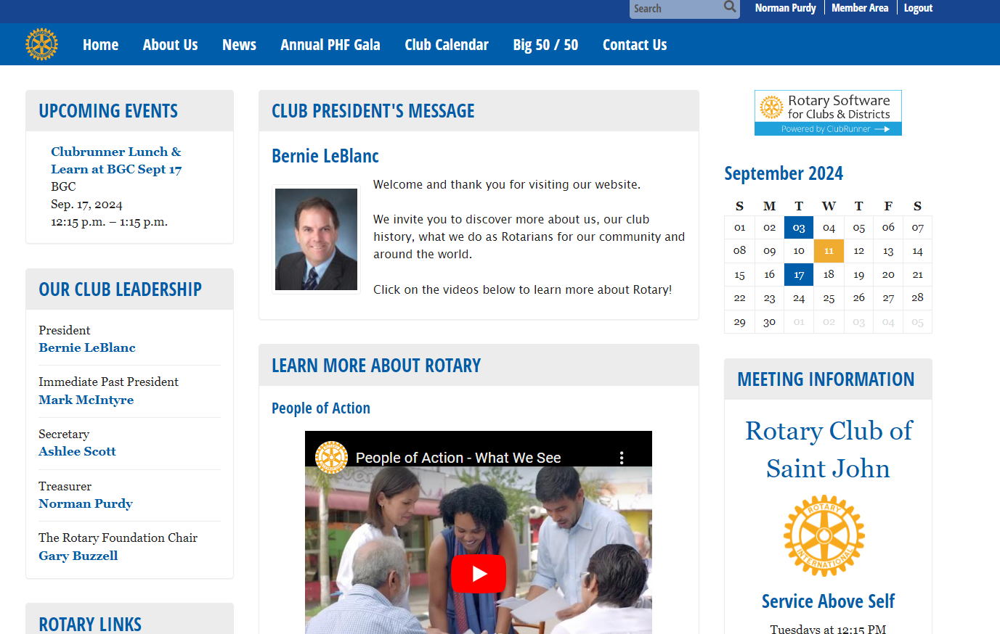 Search
Norman Purdy
Member Area
Logout
Home
About Us
News
Annual PHF Gala
Club Calendar
Big 50 / 50
Contact Us
UPCOMING EVENTS
Clubrunner Lunch &
Learn at BGC Sept 17
BGC
Sep. 17, 2024
12:15 p.m. – 1:15 p.m.
OUR CLUB LEADERSHIP
President
Bernie LeBlanc
Immediate Past President
Mark McIntyre
Secretary
Ashlee Scott
Treasurer
Norman Purdy
The Rotary Foundation Chair
Gary Buzzell
ROTARY LINKS
CLUB PRESIDENT'S MESSAGE
Bernie LeBlanc
Welcome and thank you for visiting our website.
We invite you to discover more about us, our club
history, what we do as Rotarians for our community and
around the world.
Click on the videos below to learn more about Rotary!
LEARN MORE ABOUT ROTARY
People of Action
People of Action - What We See
Rotary Software
for Clubs & Districts
Powered by ClubRunner
September 2024
S M T W T F S
01 02 03 04 05 06 07
08 09 10 11 12 13 14
15 16 17 18 19 20 21
22 23 24 25 26 27 28
29 30 01 02 03 04 05
MEETING INFORMATION
Rotary Club of
Saint John
ROTARY
INTERNATIONAL
Service Above Self
Tuesdays at 12:15 PM